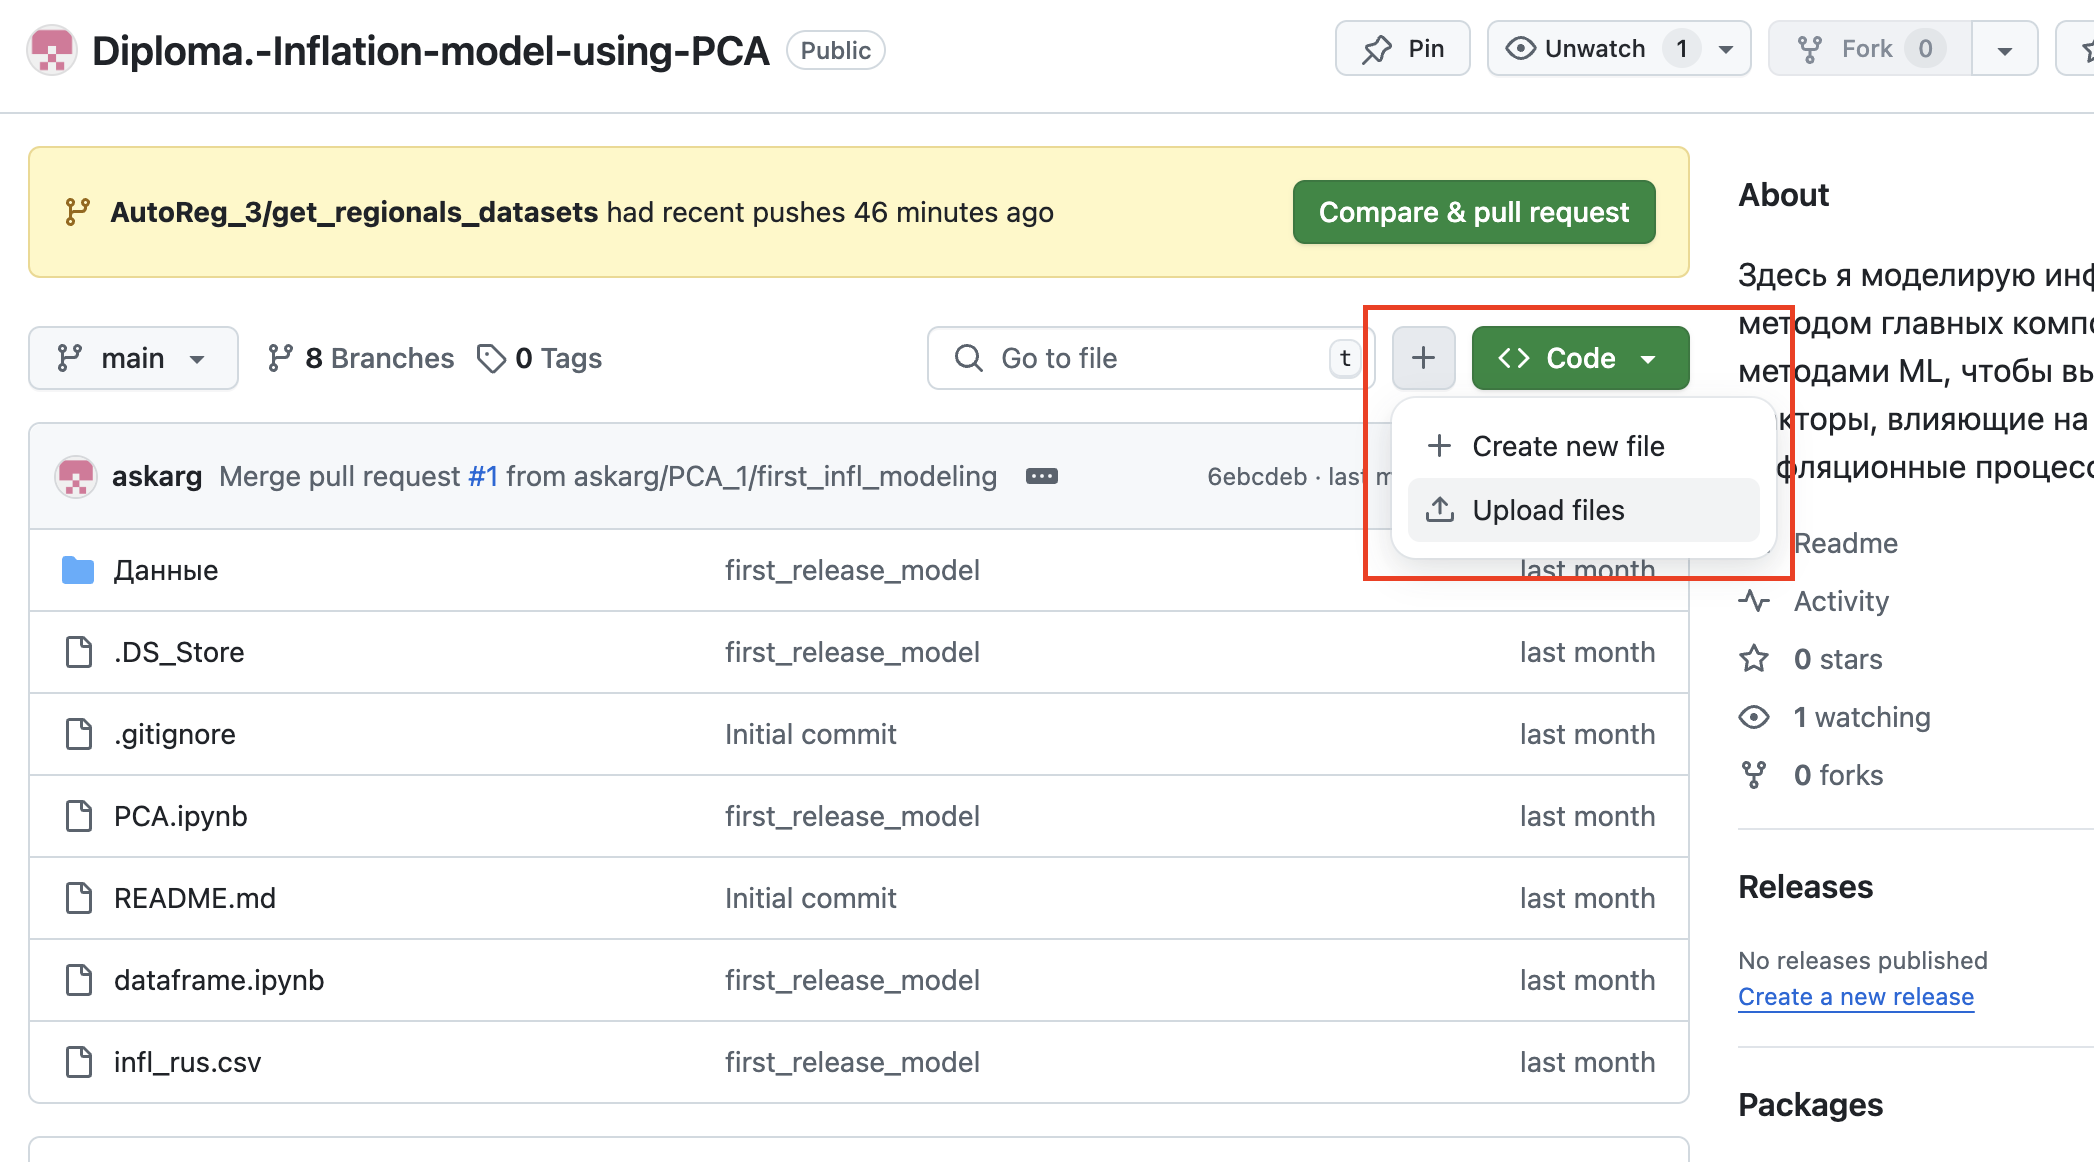 Diploma.-Inflation-model-using-PCA Public
Pin
Unwatch 1
Fork 0
AutoReg_3/get_regionals_datasets had recent pushes 46 minutes ago
Compare & pull request
main
8 Branches
0 Tags
Go to file
t
Code
Create new file
Upload files
askarg Merge pull request #1 from askarg/PCA_1/first_infl_modeling
6ebcdeb · last m
Данные first_release_model last month
.DS_Store first_release_model last month
.gitignore Initial commit last month
PCA.ipynb first_release_model last month
README.md Initial commit last month
dataframe.ipynb first_release_model last month
infl_rus.csv first_release_model last month
About
Здесь я моделирую инф
методом главных комп
методами ML, чтобы вы
кторы, влияющие на
фляционные процесс
Readme
Activity
0 stars
1 watching
0 forks
Releases
No releases published
Create a new release
Packages